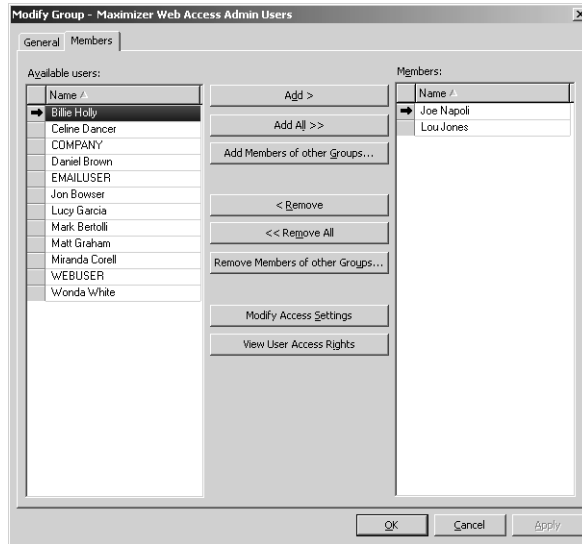 Modify Group - Maximizer Web Access Admin Users
General Members
Available users:
Name
Billie Holly
Celine Dancer
COMPANY
Daniel Brown
EMAILUSER
Jon Bowser
Lucy Garcia
Mark Bertolli
Matt Graham
Miranda Corell
WEBUSER
Wonda White
Add >
Add All >>
Add Members of other Groups...
< Remove
<< Remove All
Remove Members of other Groups...
Modify Access Settings
View User Access Rights
Members:
Name
Joe Napoli
Lou Jones
OK Cancel Apply